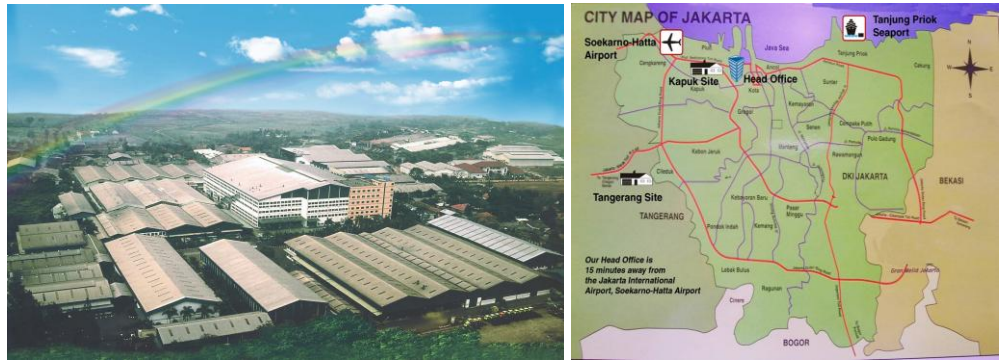 CITY MAP OF JAKARTA
Tanjung Priok
Seaport
Soekarno-Hatta
Airport
Pluit
Java Sea
Tanjung Priok
Cengkareng
Ancol
Cakung
Kapuk Site
Head Office
Kapuk
Kota
Sunter
Kemayoran
Grogol
Cempaka Putih
Senen
Pulo Gadung
Menteng
Rawamangun
Kebon Jeruk
Ciledug
DKI JAKARTA
BEKASI
Tangerang Site
TANGERANG
Kebayoran Baru
Pasar
Minggu
Pondok Indah
Kemang
Our Head Office is
15 minutes away from
the Jakarta International
Airport, Soekarno-Hatta Airport
Lebak Bulus
Ragunan
Cinere
BOGOR
N
W
E
S